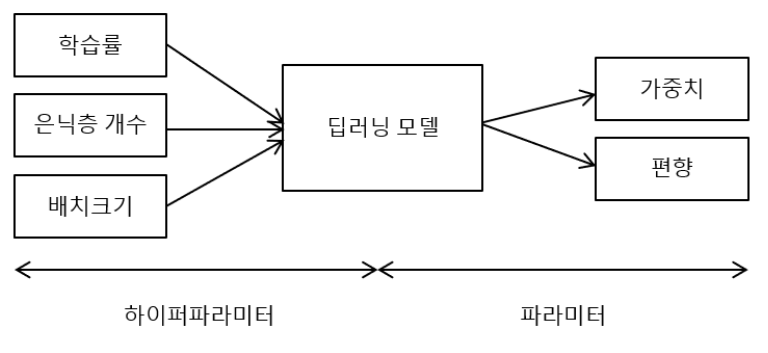 학습률
은닉층 개수
배치크기
딥러닝 모델
가중치
편향
하이퍼파라미터
파라미터